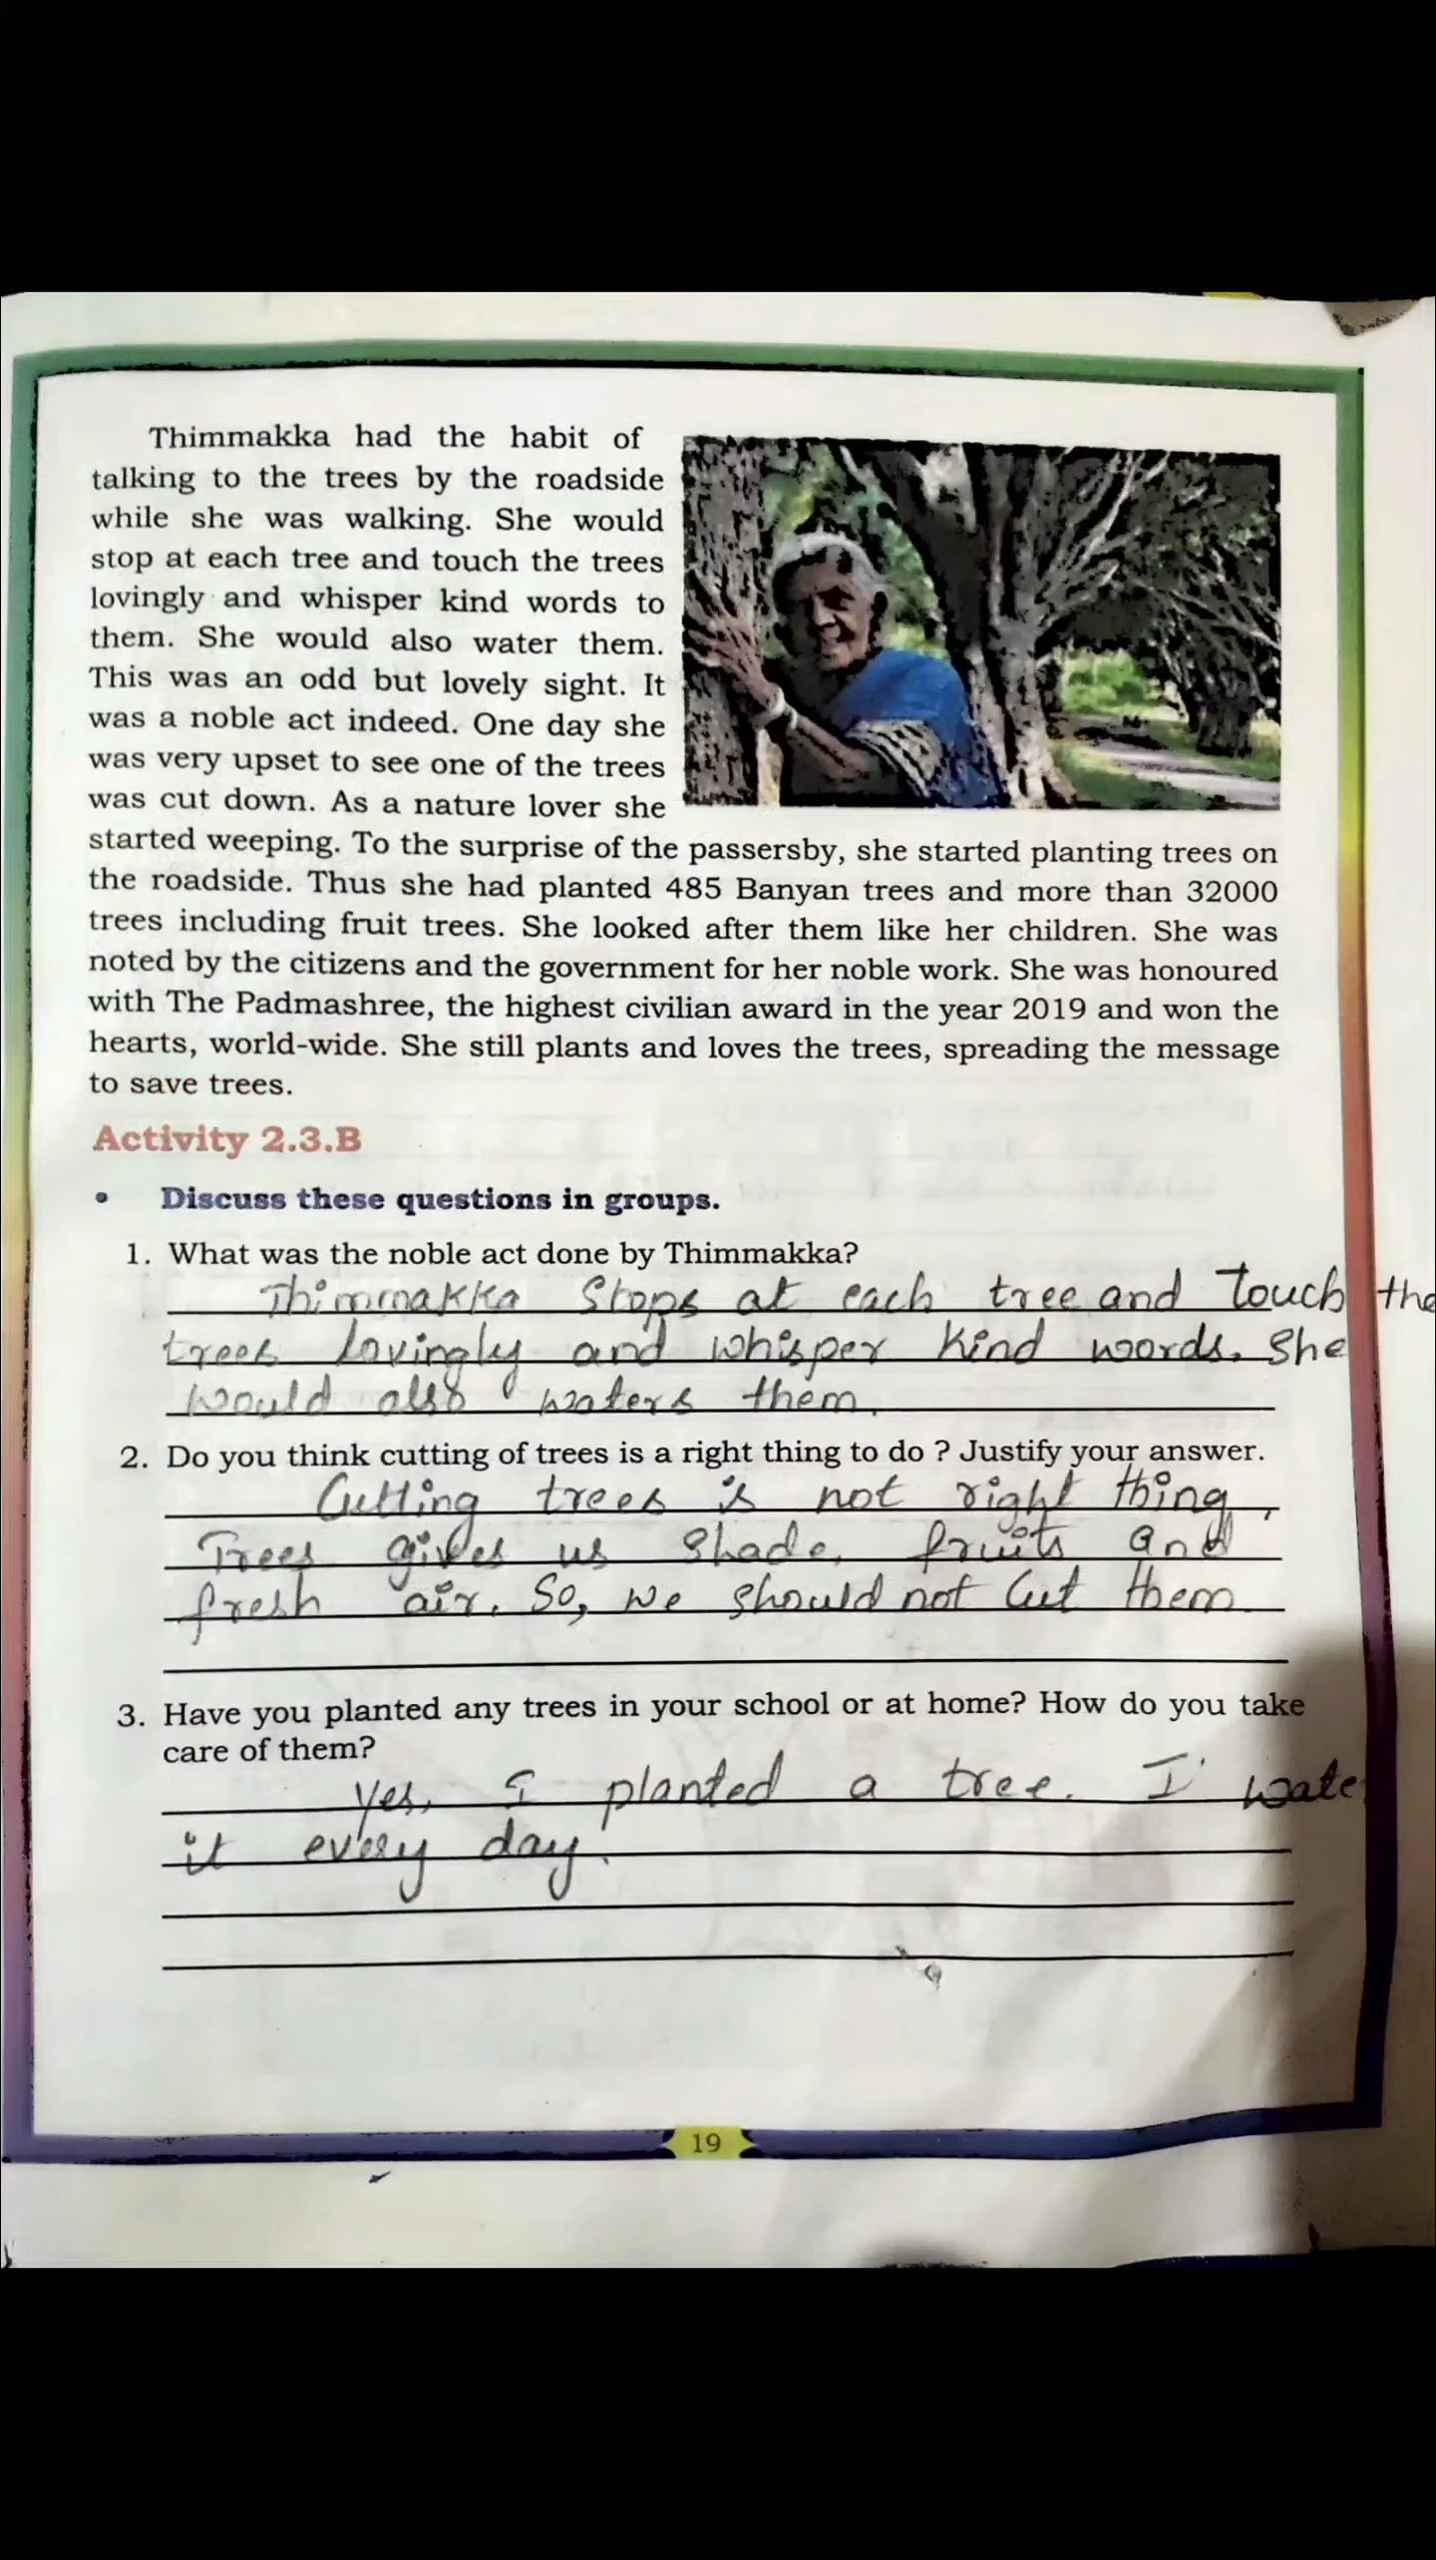 Thimmakka had the habit of
talking to the trees by the roadside
while she was walking. She would
stop at each tree and touch the trees
lovingly and whisper kind words to
them. She would also water them.
This was an odd but lovely sight. It
was a noble act indeed. One day she
was very upset to see one of the trees
was cut down. As a nature lover she
started weeping. To the surprise of the passersby, she started planting trees on
the roadside. Thus she had planted 485 Banyan trees and more than 32000
trees including fruit trees. She looked after them like her children. She was
noted by the citizens and the government for her noble work. She was honoured
with The Padmashree, the highest civilian award in the year 2019 and won the
hearts, world-wide. She still plants and loves the trees, spreading the message
to save trees.
Activity 2.3.B
• Discuss these questions in groups.
1. What was the noble act done by Thimmakka?
Thimmakka Stops at each tree and touch the
trees lovingly and whisper kind words. She
would also waters them.
2. Do you think cutting of trees is a right thing to do ? Justify your answer.
Cutting trees is not right thing,
Trees gives us shade, fruits and
fresh air. So, we should not cut them
3. Have you planted any trees in your school or at home? How do you take
care of them?
Yes, I planted a tree. I wate
it every day.
19